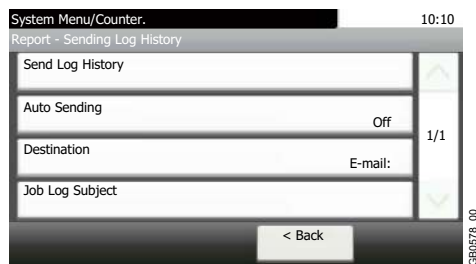 System Menu/Counter.
10:10
Report - Sending Log History
Send Log History
Auto Sending
Off
1/1
Destination
E-mail:
Job Log Subject
< Back
GB0578_00